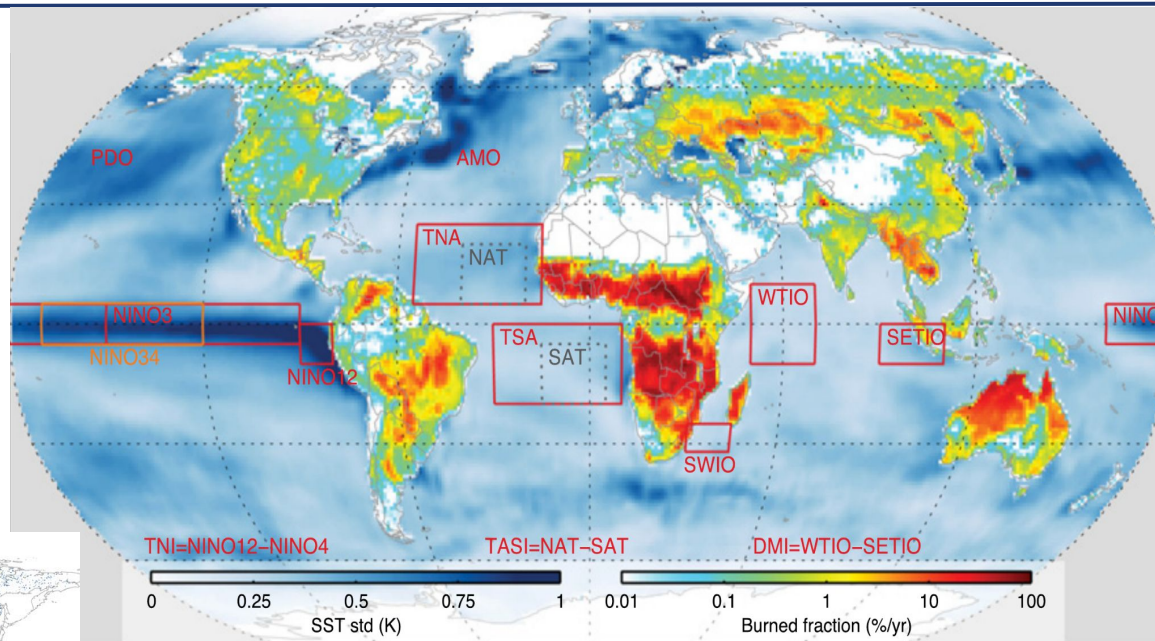 PDO
AMO
TNA
NAT
WTIO
NINO3
NINO
TSA
SETIO
SAT
NINO34
NINO12
SWIO
TNI=NINO12−NINO4
TASI=NAT−SAT
DMI=WTIO−SETIO
0 0.25 0.5 0.75 1
SST std (K)
0.01 0.1 1 10 100
Burned fraction (%/yr)